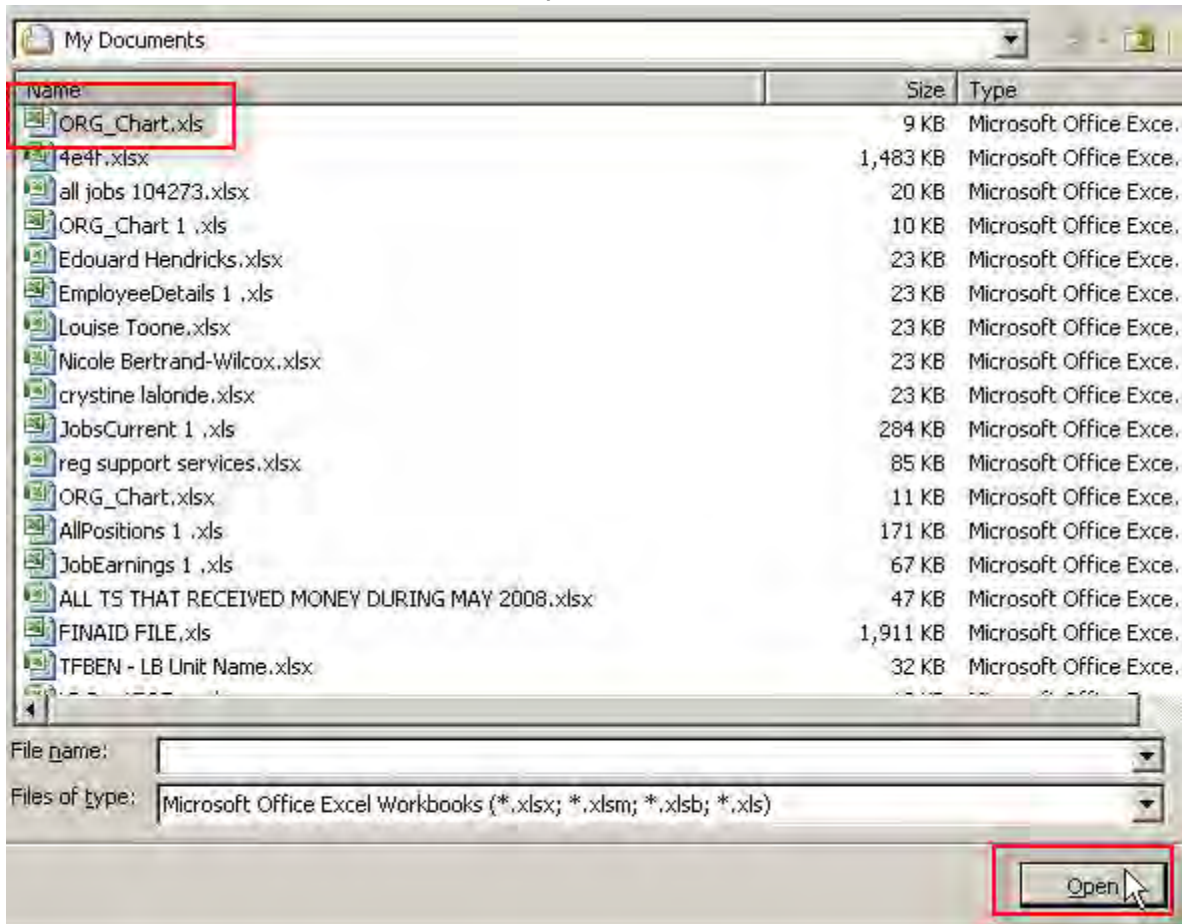 My Documents
Name Size Type
ORG_Chart.xls 9 KB Microsoft Office Exce.
4e4f.xlsx 1,483 KB Microsoft Office Exce.
all jobs 104273.xlsx 20 KB Microsoft Office Exce.
ORG_Chart 1 .xls 10 KB Microsoft Office Exce.
Edouard Hendricks.xlsx 23 KB Microsoft Office Exce.
EmployeeDetails 1 .xls 23 KB Microsoft Office Exce.
Louise Toone.xlsx 23 KB Microsoft Office Exce.
Nicole Bertrand-Wilcox.xlsx 23 KB Microsoft Office Exce.
crystine lalonde.xlsx 23 KB Microsoft Office Exce.
JobsCurrent 1 .xls 284 KB Microsoft Office Exce.
reg support services.xlsx 85 KB Microsoft Office Exce.
ORG_Chart.xlsx 11 KB Microsoft Office Exce.
AllPositions 1 .xls 171 KB Microsoft Office Exce.
JobEarnings 1 .xls 67 KB Microsoft Office Exce.
ALL TS THAT RECEIVED MONEY DURING MAY 2008.xlsx 47 KB Microsoft Office Exce.
FINAID FILE.xls 1,911 KB Microsoft Office Exce.
TFBEN - LB Unit Name.xlsx 32 KB Microsoft Office Exce.
File name:
Files of type: Microsoft Office Excel Workbooks (*.xlsx; *.xlsm; *.xlsb; *.xls)
Open